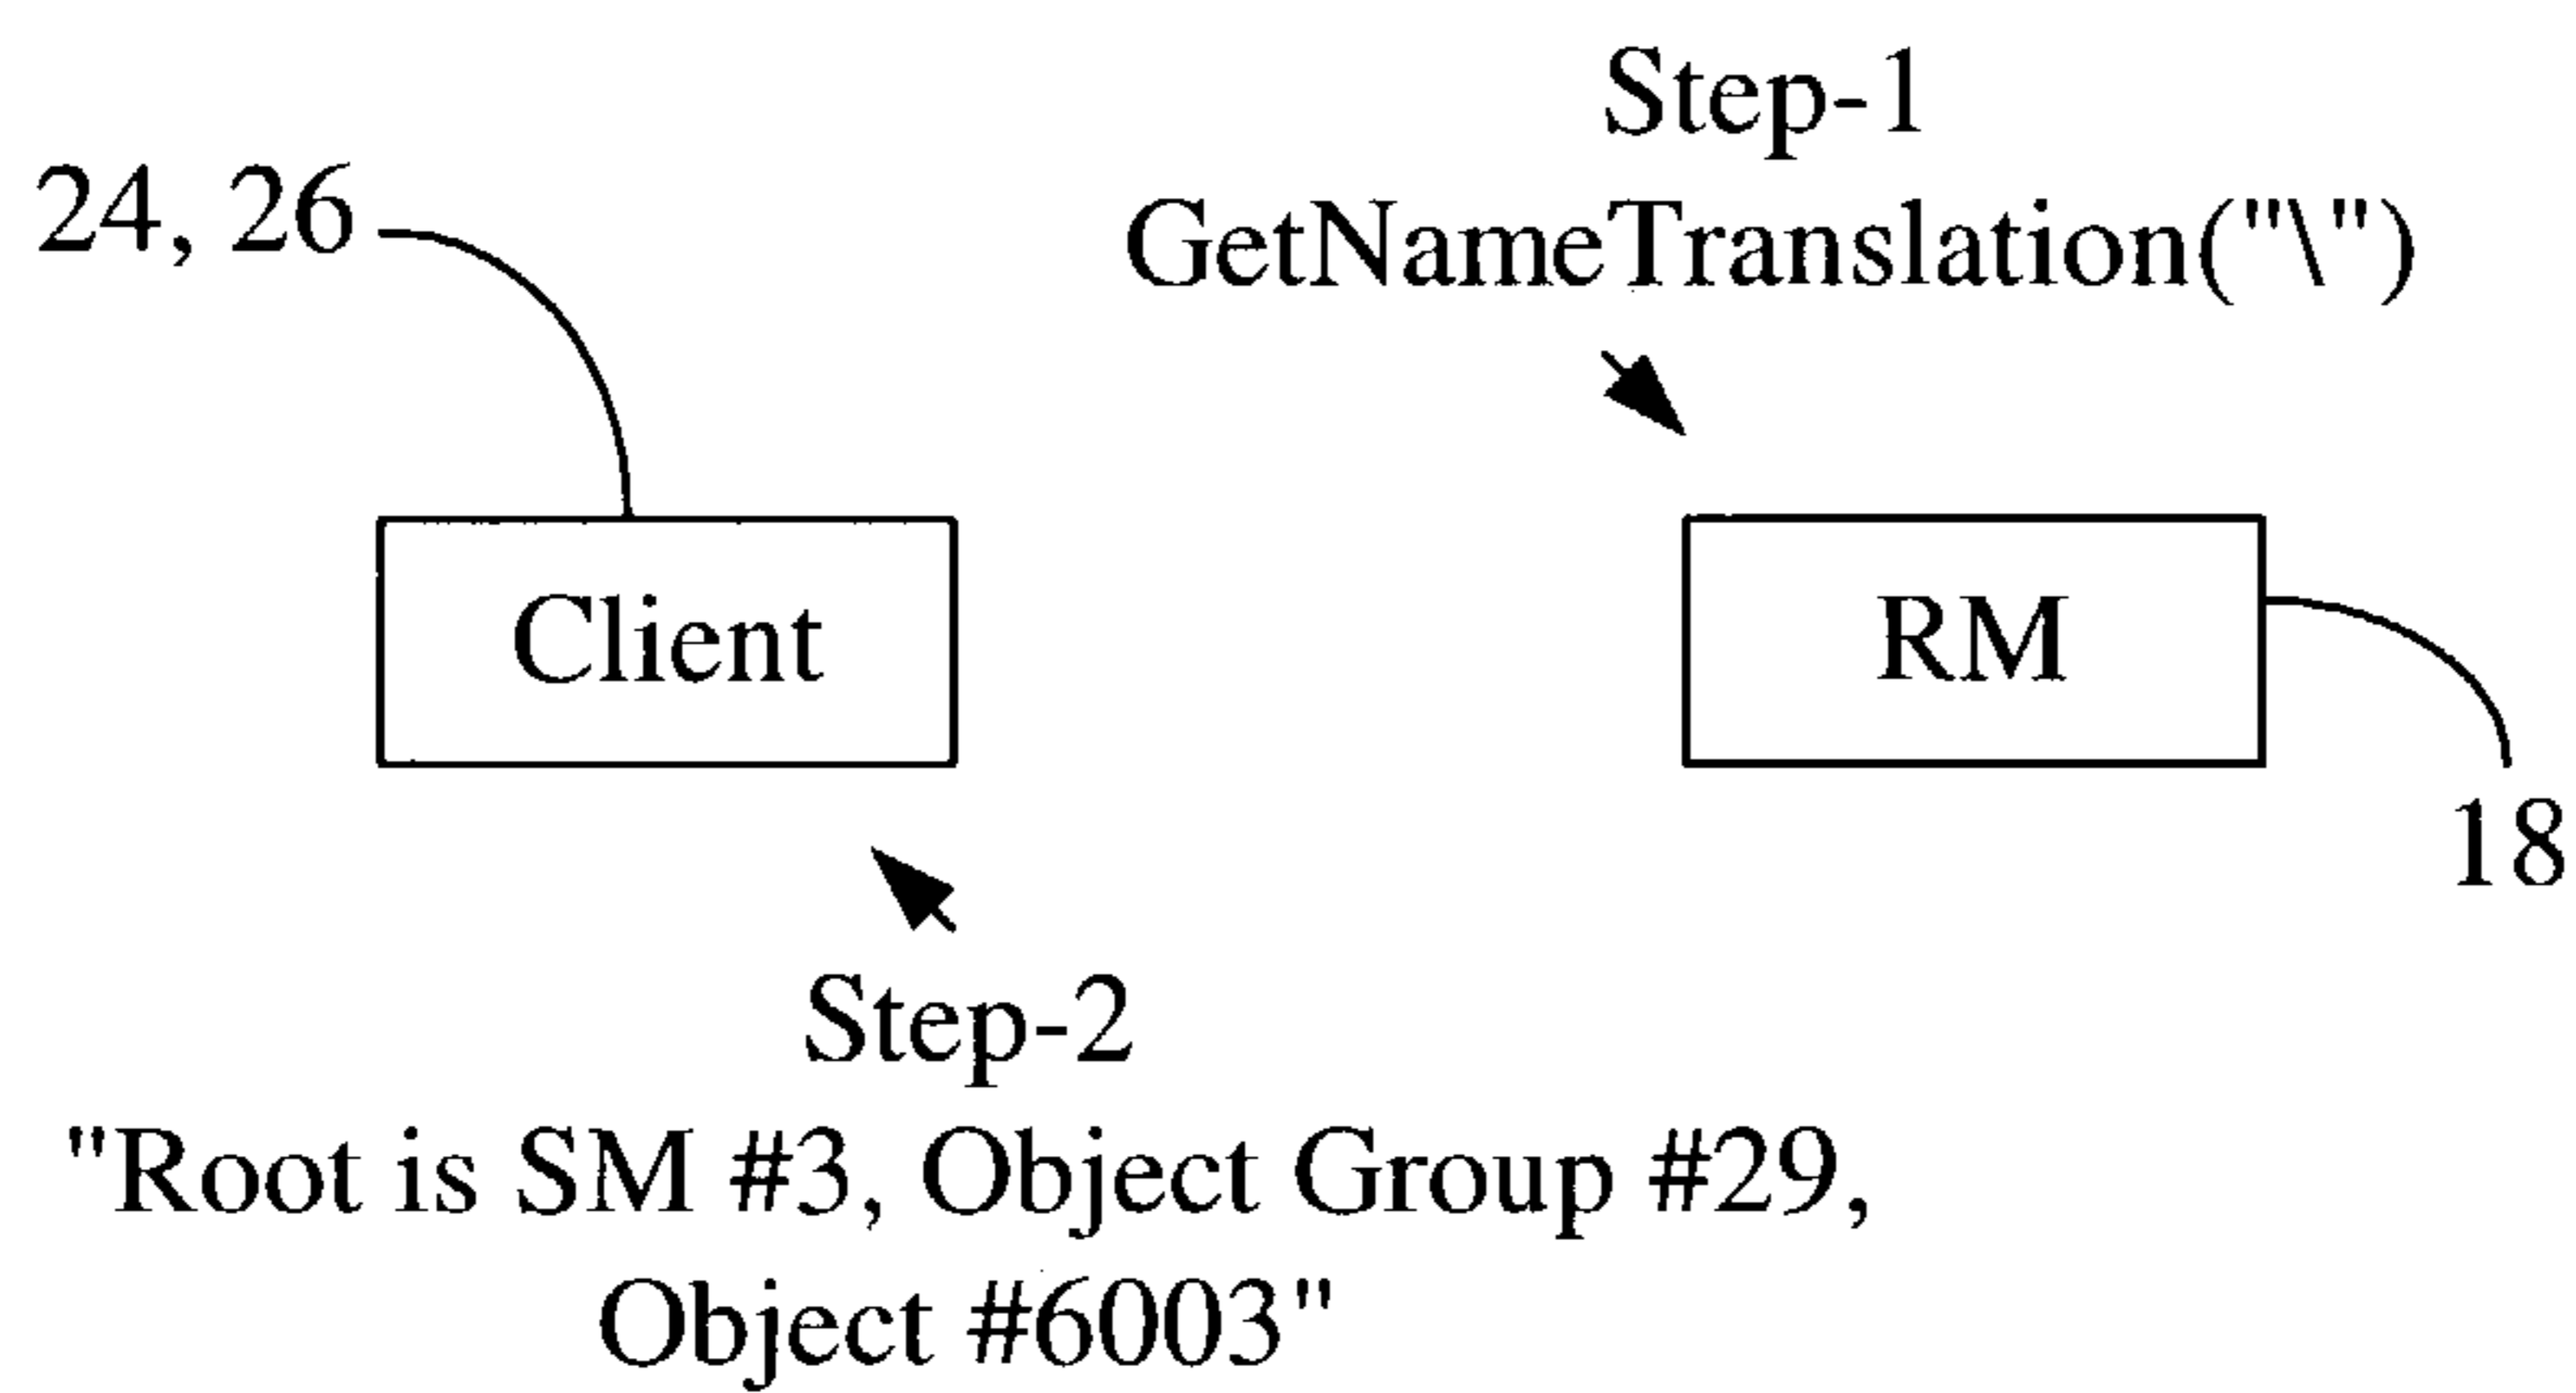 Step-1
24, 26
GetNameTranslation("\")
Client
RM
18
Step-2
"Root is SM #3, Object Group #29,
Object #6003"